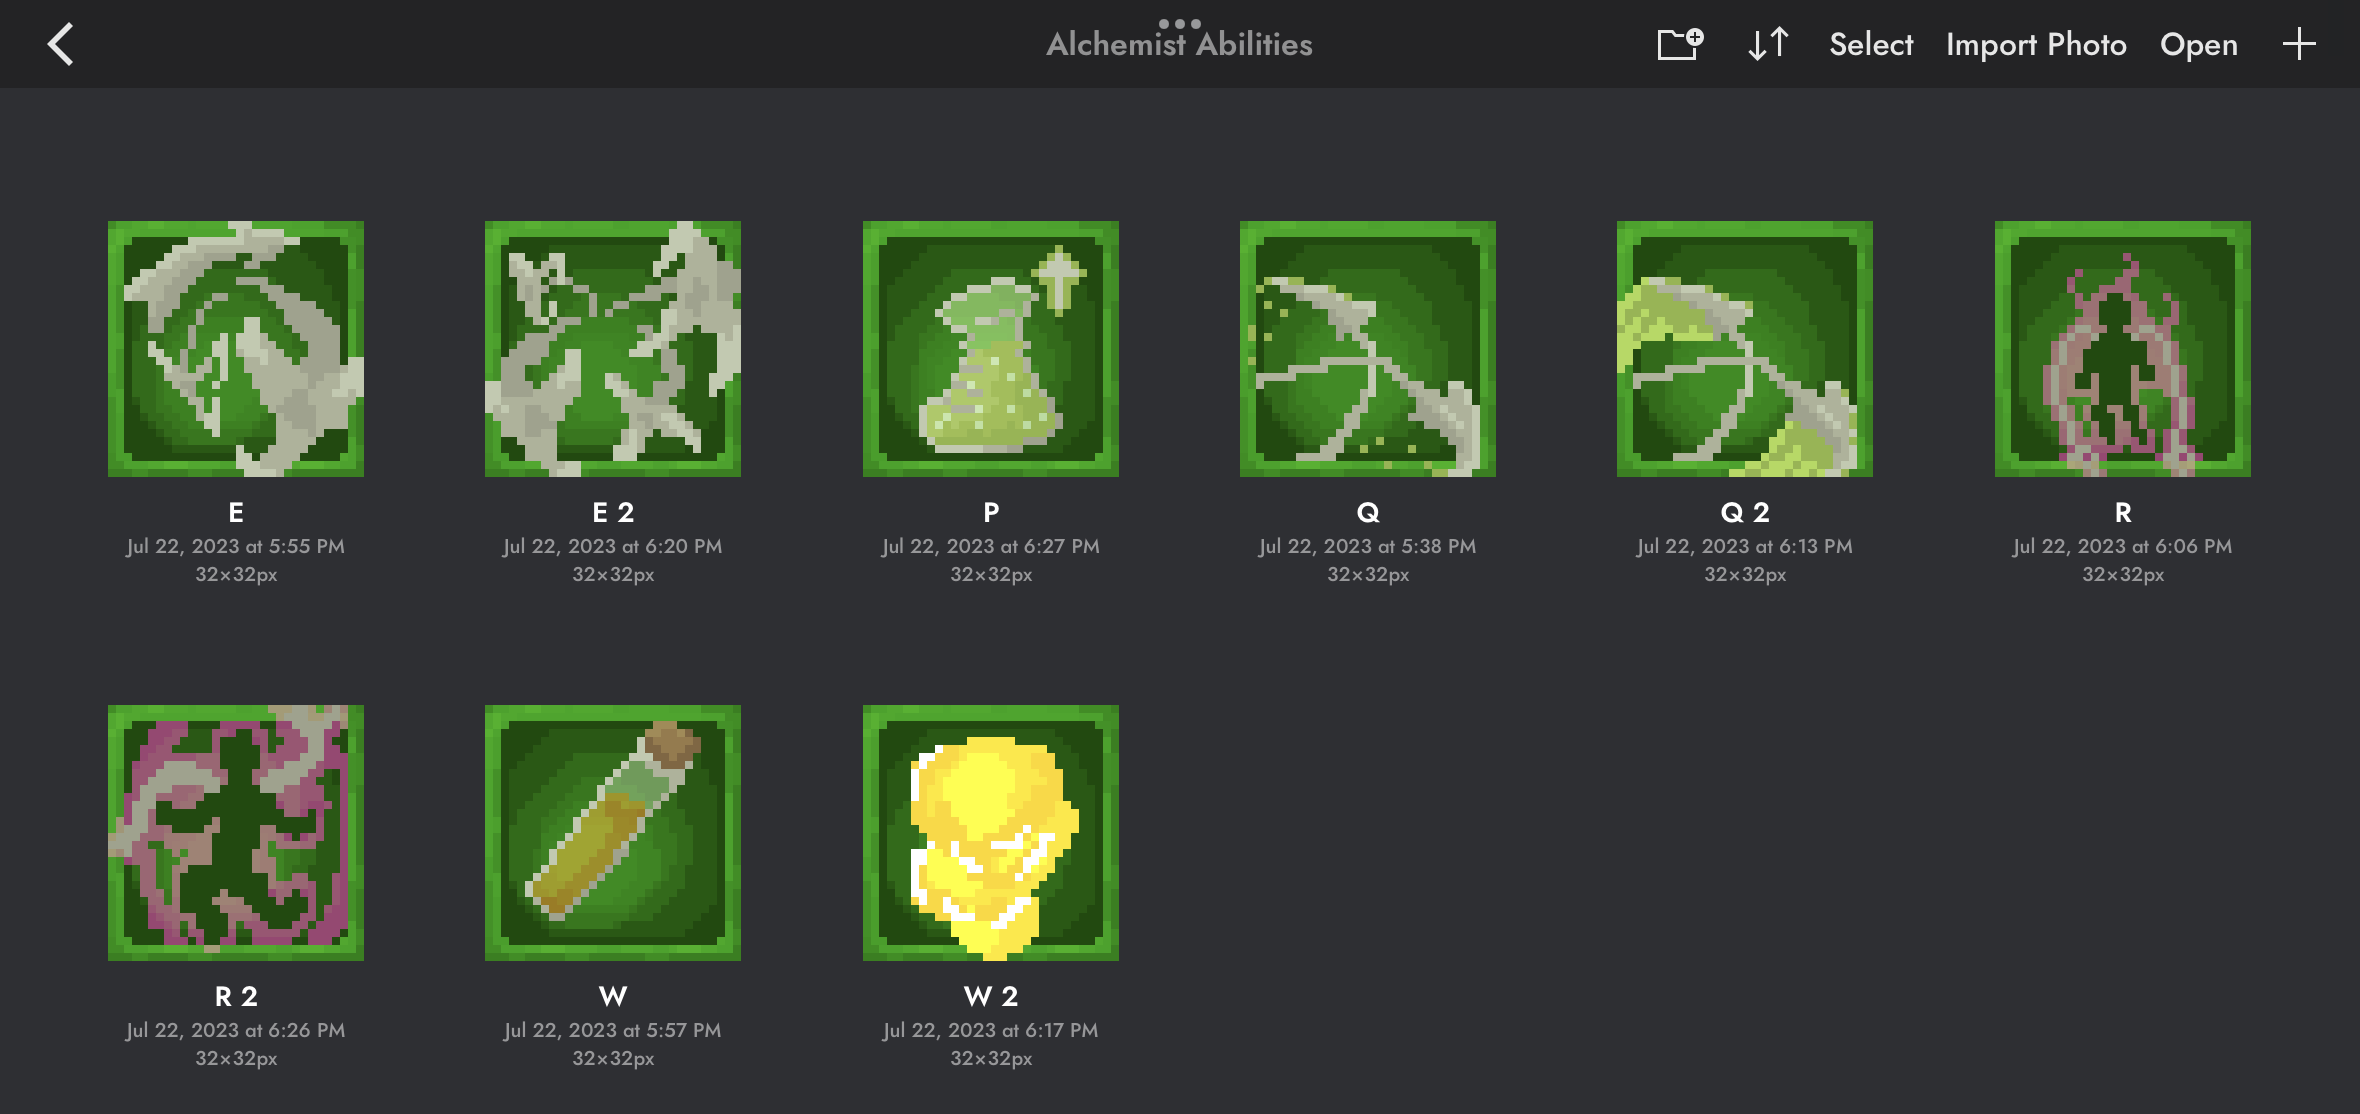 Alchemist Abilities
Select Import Photo Open
E
Jul 22, 2023 at 5:55 PM
32×32px
E 2
Jul 22, 2023 at 6:20 PM
32×32px
P
Jul 22, 2023 at 6:27 PM
32×32px
Q
Jul 22, 2023 at 5:38 PM
32×32px
Q 2
Jul 22, 2023 at 6:13 PM
32×32px
R
Jul 22, 2023 at 6:06 PM
32×32px
R 2
Jul 22, 2023 at 6:26 PM
32×32px
W
Jul 22, 2023 at 5:57 PM
32×32px
W 2
Jul 22, 2023 at 6:17 PM
32×32px